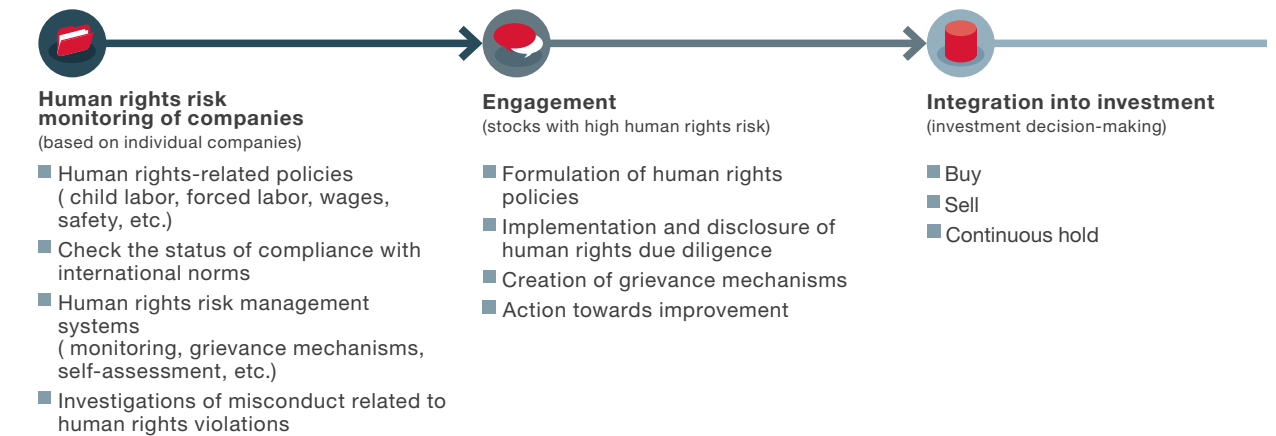 Human rights risk
monitoring of companies
(based on individual companies)
Human rights-related policies
( child labor, forced labor, wages,
safety, etc.)
Check the status of compliance with
international norms
Human rights risk management
systems
( monitoring, grievance mechanisms,
self-assessment, etc.)
Investigations of misconduct related to
human rights violations
Engagement
(stocks with high human rights risk)
Formulation of human rights
policies
Implementation and disclosure of
human rights due diligence
Creation of grievance mechanisms
Action towards improvement
Integration into investment
(investment decision-making)
Buy
Sell
Continuous hold